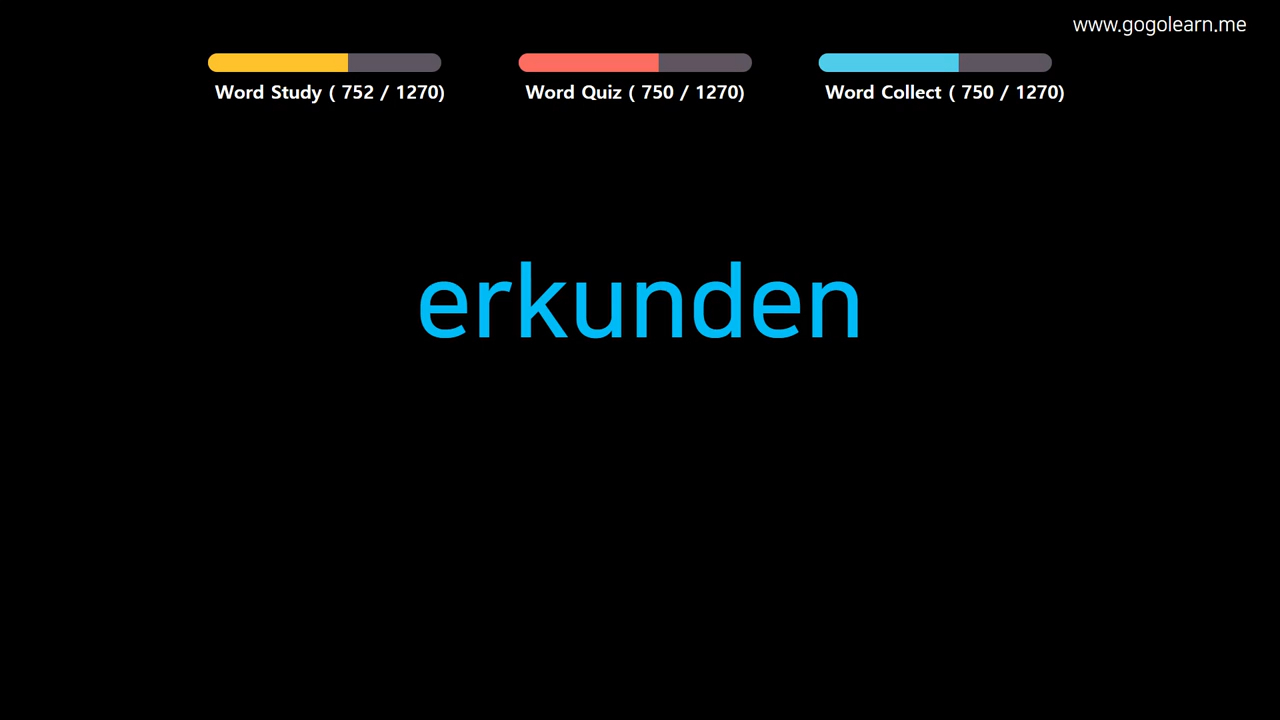 www.gogolearn.me
Word Study ( 752 / 1270)
Word Quiz ( 750 / 1270)
Word Collect ( 750 / 1270)
erkunden